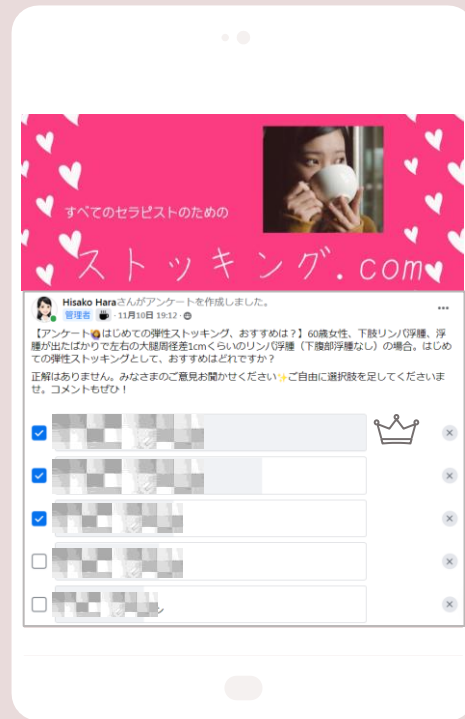 すべてのセラピストのための
ストッキング.com
Hisako Haraさんがアンケートを作成しました。
管理者 · 11月10日 19:12 ·
【アンケート🧦はじめての弾性ストッキング、おすすめは？】60歳女性、下肢リンパ浮腫、浮
腫が出たばかりで左右の大腿周径差1cmくらいのリンパ浮腫（下腹部浮腫なし）の場合。はじめ
ての弾性ストッキングとして、おすすめはどれですか？
正解はありません。みなさまのご意見お聞かせください✨ご自由に選択肢を足してくださいま
せ。コメントもぜひ！